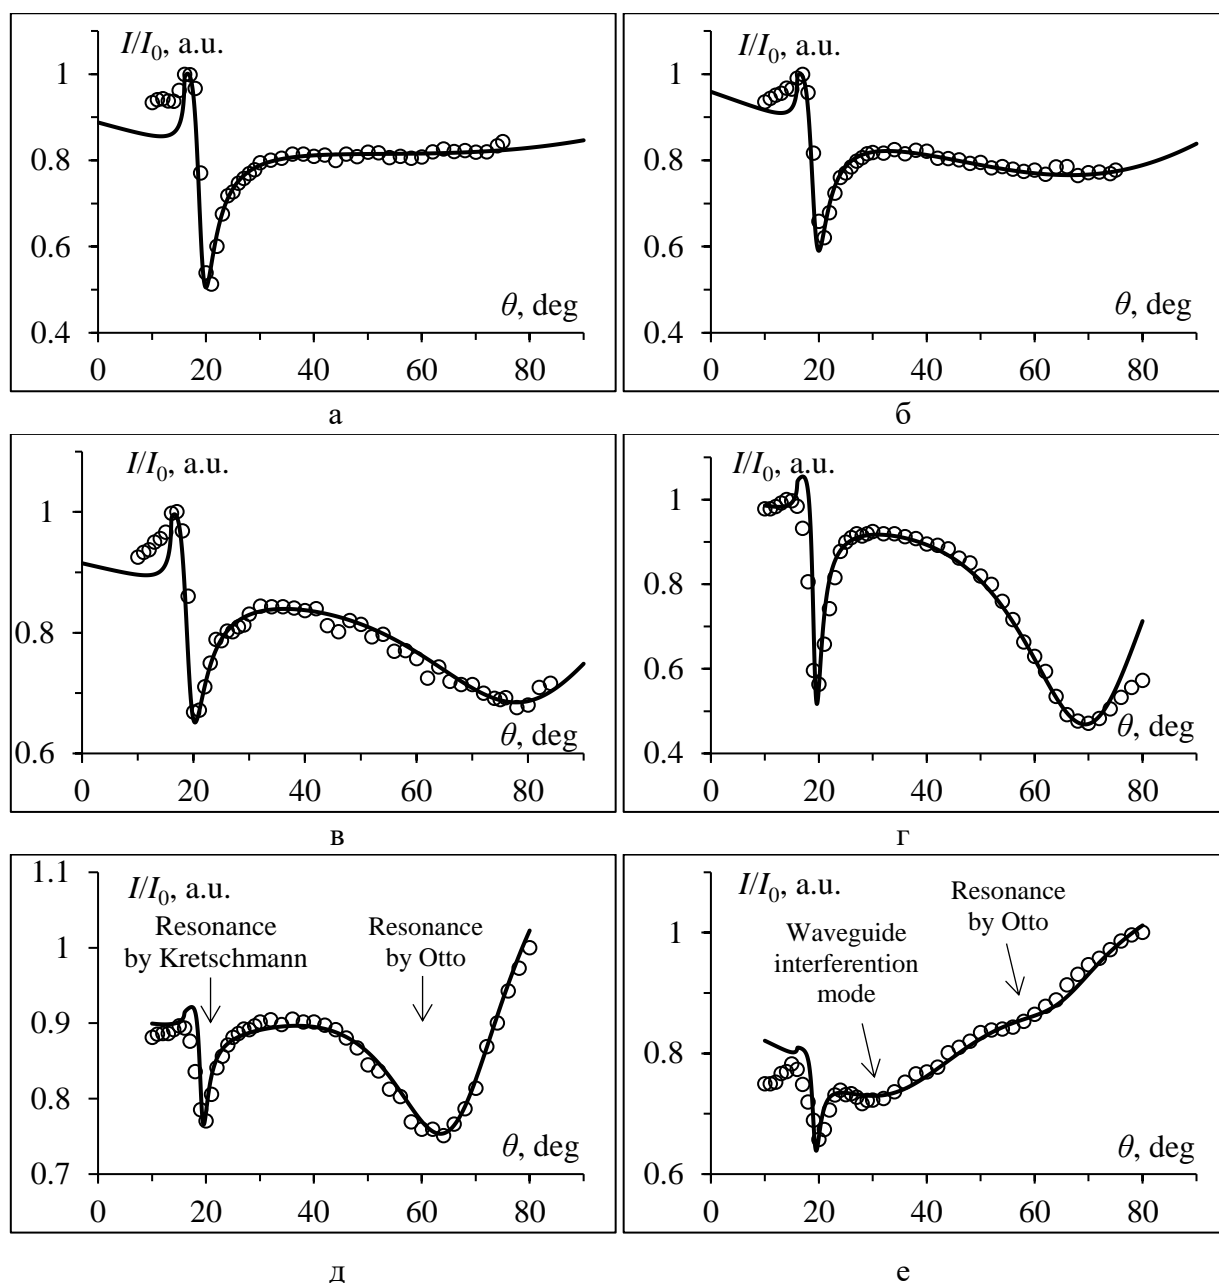 I/I0, a.u.
1
0.8
0.6
0.4
θ, deg
0 20 40 60 80
а
I/I0, a.u.
1
0.8
0.6
0.4
θ, deg
0 20 40 60 80
б
I/I0, a.u.
1
0.8
0.6
θ, deg
0 20 40 60 80
в
I/I0, a.u.
1
0.8
0.6
0.4
θ, deg
0 20 40 60 80
г
1.1
I/I0, a.u.
Resonance
by Kretschmann
Resonance
by Otto
1
0.9
0.8
0.7
θ, deg
0 20 40 60 80
д
I/I0, a.u.
Resonance
by Otto
Waveguide
interferention
mode
1
0.8
0.6
θ, deg
0 20 40 60 80
е